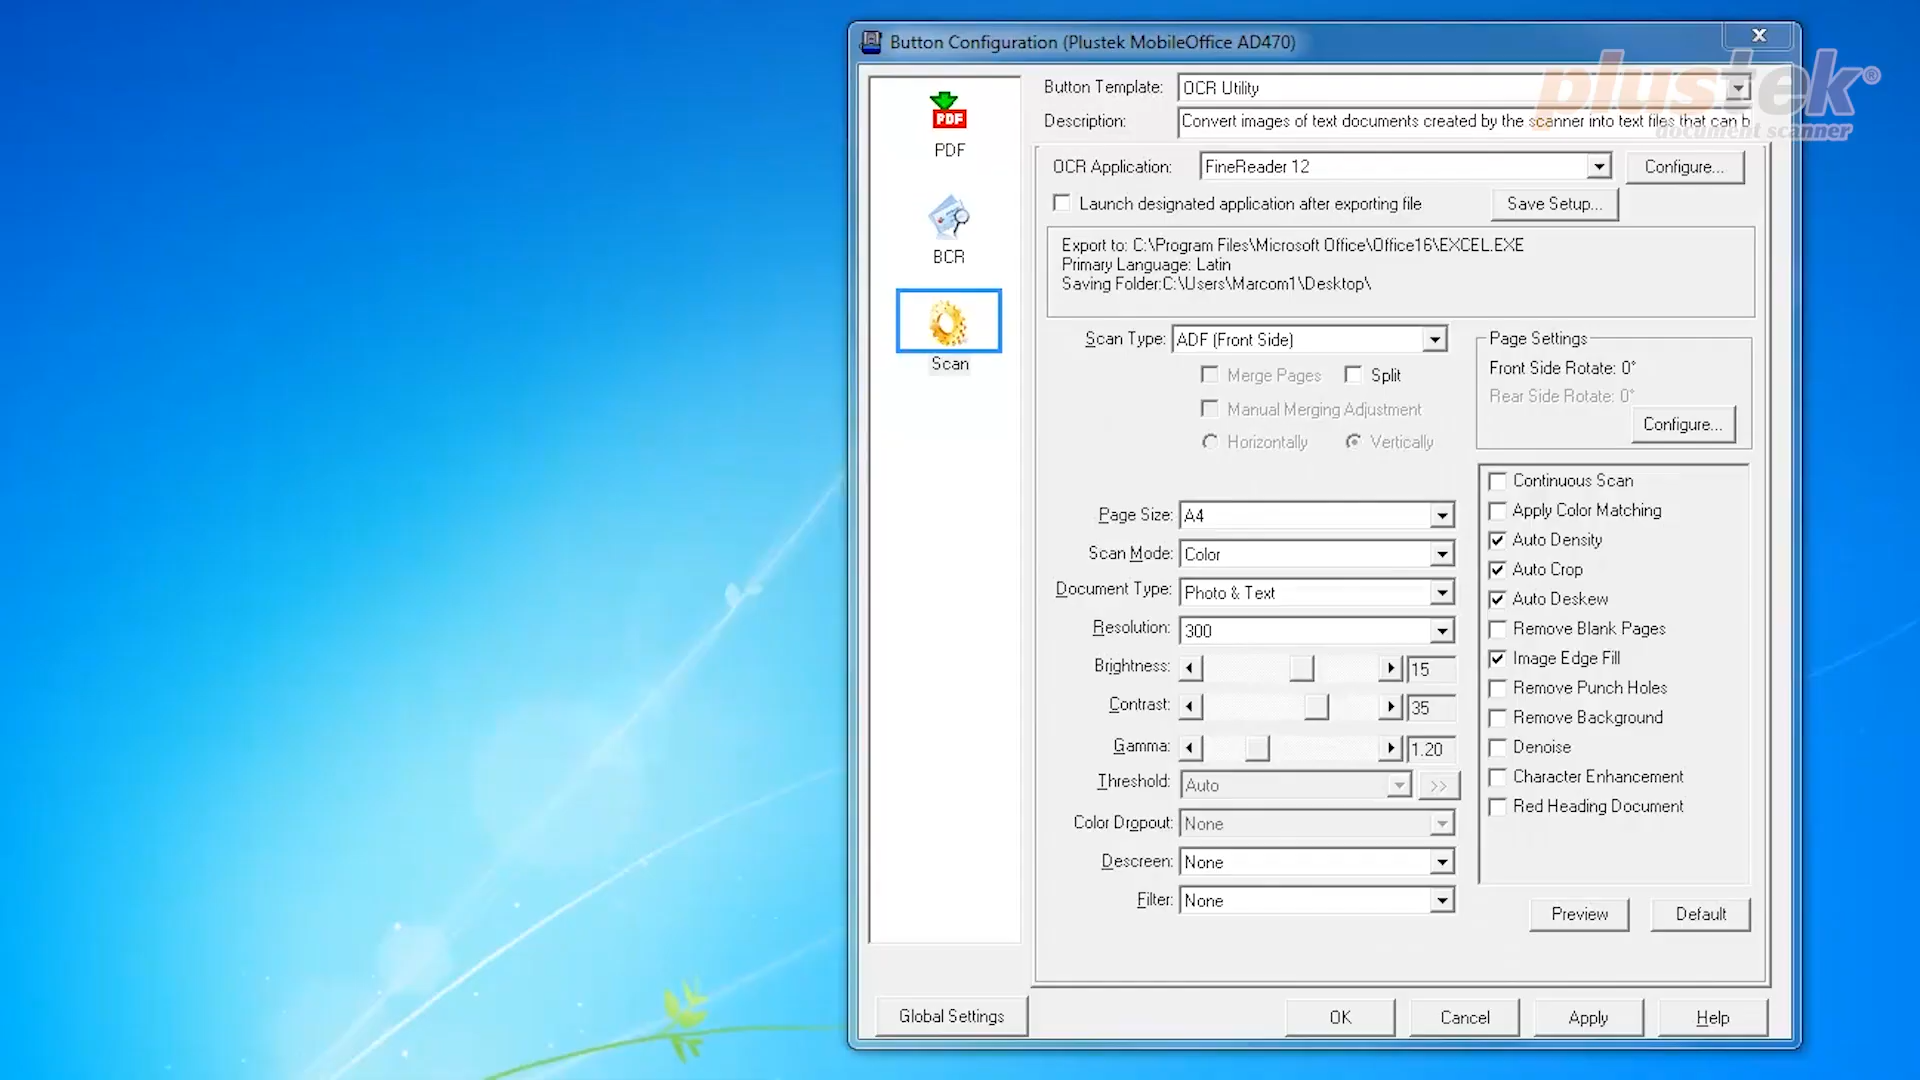 Button Configuration (Plustek MobileOffice AD470)
plustek®
document scanner
PDF
PDF
BCR
Scan
Button Template: OCR Utility
Description: Convert images of text documents created by the scanner into text files that can b
OCR Application: FineReader 12 Configure...
Launch designated application after exporting file Save Setup...
Export to: C:\Program Files\Microsoft Office\Office16\EXCEL.EXE
Primary Language: Latin
Saving Folder:C:\Users\Marcom1\Desktop\
Scan Type: ADF (Front Side)
Merge Pages Split
Manual Merging Adjustment
Horizontally Vertically
Page Settings
Front Side Rotate: 0°
Rear Side Rotate: 0°
Configure...
Page Size: A4
Scan Mode: Color
Document Type: Photo & Text
Resolution: 300
Brightness: 15
Contrast: 35
Gamma: 1.20
Threshold: Auto >>
Color Dropout: None
Descreen: None
Filter: None
Continuous Scan
Apply Color Matching
Auto Density
Auto Crop
Auto Deskew
Remove Blank Pages
Image Edge Fill
Remove Punch Holes
Remove Background
Denoise
Character Enhancement
Red Heading Document
Preview Default
Global Settings OK Cancel Apply Help